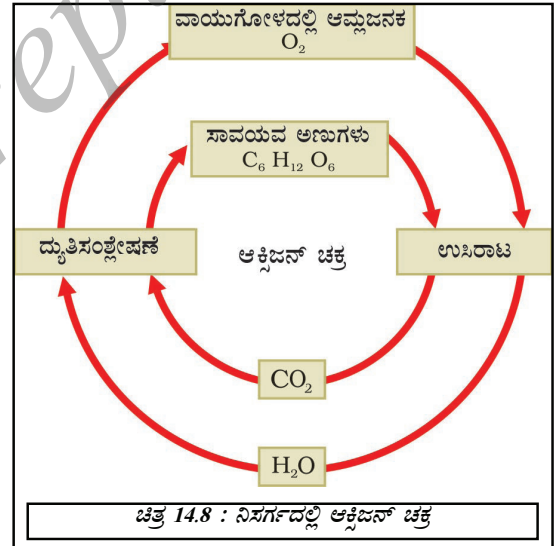 ವಾಯುಗೋಳದಲ್ಲಿ ಆಮ್ಲಜನಕ
O₂
ಸಾವಯವ ಅಣುಗಳು
C₆ H₁₂ O₆
ದ್ಯುತಿಸಂಶ್ಲೇಷಣೆ
ಆಕ್ಸಿಜನ್ ಚಕ್ರ
ಉಸಿರಾಟ
CO₂
H₂O
ಚಿತ್ರ 14.8 : ನಿಸರ್ಗದಲ್ಲಿ ಆಕ್ಸಿಜನ್ ಚಕ್ರ